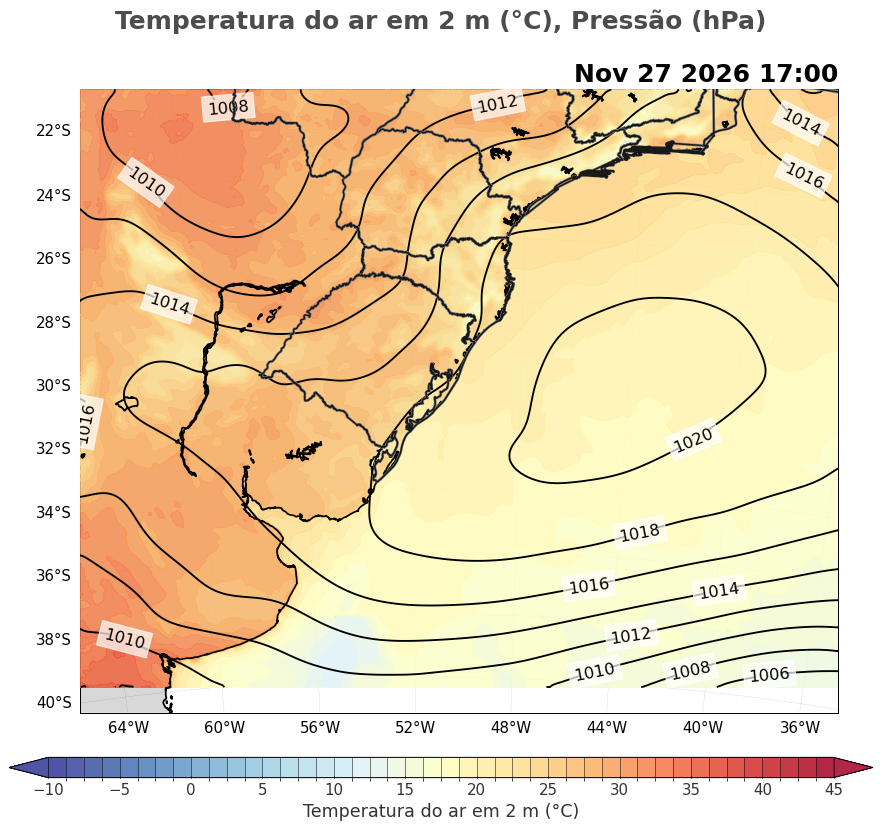 Temperatura do ar em 2 m (°C), Pressão (hPa)
Nov 27 2026 17:00
1008
1012
1014
22°S
1010
1016
24°S
26°S
1014
28°S
30°S
1016
1020
32°S
34°S
1018
36°S
1016
1014
1010
1012
38°S
1010
1008
1006
40°S
64°W 60°W 56°W 52°W 48°W 44°W 40°W 36°W
−10 −5 0 5 10 15 20 25 30 35 40 45
Temperatura do ar em 2 m (°C)